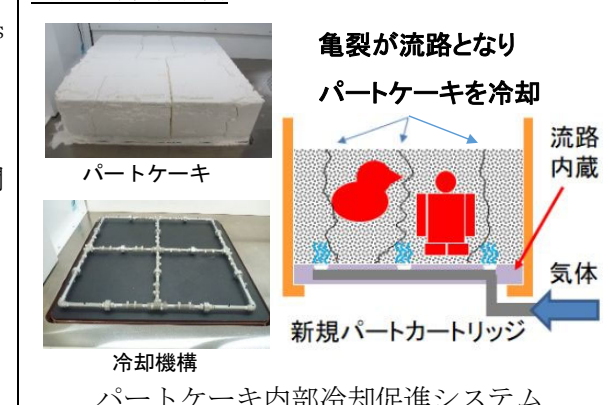 s
パートケーキ
冷却機構
亀裂が流路となり
パートケーキを冷却
流路
内蔵
気体
新規パートカートリッジ
パートケーキ内部冷却促進システム